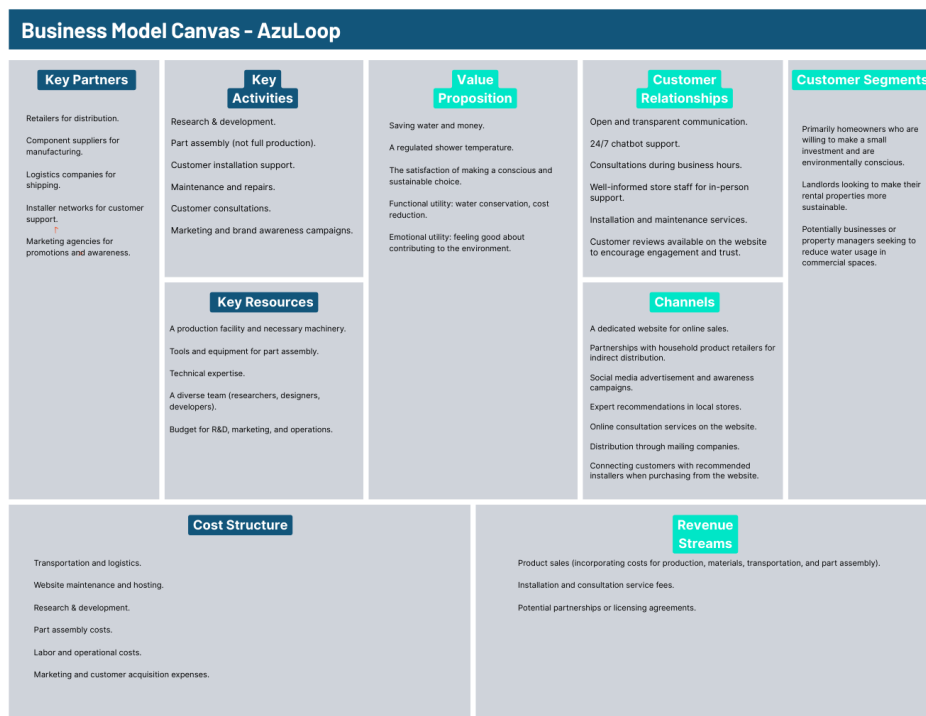 Business Model Canvas - AzuLoop
Key Partners
Retailers for distribution.
Component suppliers for
manufacturing.
Logistics companies for
shipping.
Installer networks for customer
support.
Marketing agencies for
promotions and awareness.
Key
Activities
Research & development.
Part assembly (not full production).
Customer installation support.
Maintenance and repairs.
Customer consultations.
Marketing and brand awareness campaigns.
Key Resources
A production facility and necessary machinery.
Tools and equipment for part assembly.
Technical expertise.
A diverse team (researchers, designers,
developers).
Budget for R&D, marketing, and operations.
Value
Proposition
Saving water and money.
A regulated shower temperature.
The satisfaction of making a conscious and
sustainable choice.
Functional utility: water conservation, cost
reduction.
Emotional utility: feeling good about
contributing to the environment.
Customer
Relationships
Open and transparent communication.
24/7 chatbot support.
Consultations during business hours.
Well-informed store staff for in-person
support.
Installation and maintenance services.
Customer reviews available on the website
to encourage engagement and trust.
Channels
A dedicated website for online sales.
Partnerships with household product retailers for
indirect distribution.
Social media advertisement and awareness
campaigns.
Expert recommendations in local stores.
Online consultation services on the website.
Distribution through mailing companies.
Connecting customers with recommended
installers when purchasing from the website.
Customer Segments
Primarily homeowners who are
willing to make a small
investment and are
environmentally conscious.
Landlords looking to make their
rental properties more
sustainable.
Potentially businesses or
property managers seeking to
reduce water usage in
commercial spaces.
Cost Structure
Transportation and logistics.
Website maintenance and hosting.
Research & development.
Part assembly costs.
Labor and operational costs.
Marketing and customer acquisition expenses.
Revenue
Streams
Product sales (incorporating costs for production, materials, transportation, and part assembly).
Installation and consultation service fees.
Potential partnerships or licensing agreements.